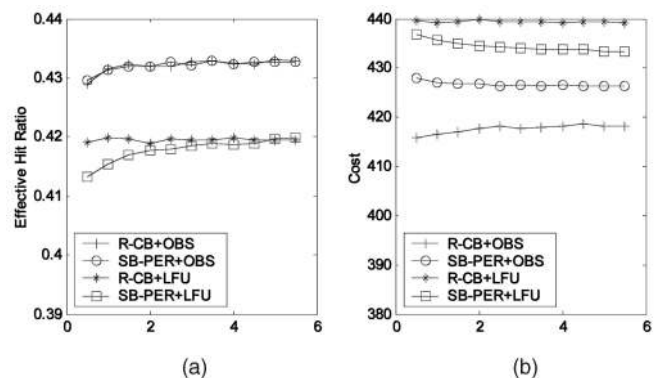 0.44
0.43
0.42
0.41
0.4
0.39
Effective Hit Ratio
R-CB+OBS
SB-PER+OBS
R-CB+LFU
SB-PER+LFU
0 2 4 6
(a)
440
430
420
410
400
390
380
Cost
R-CB+OBS
SB-PER+OBS
R-CB+LFU
SB-PER+LFU
0 2 4 6
(b)